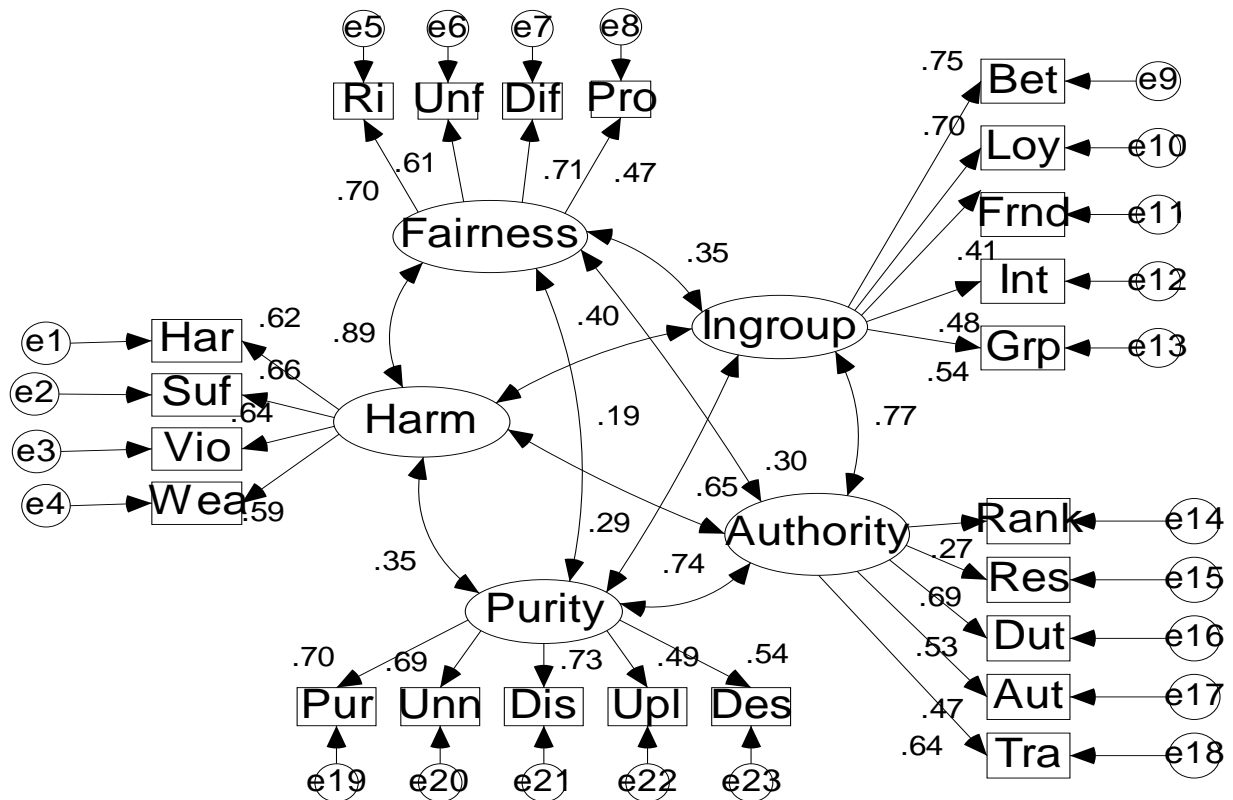 e5 e6 e7 e8
Ri Unf Dif Pro
.70 .61 .71 .47
Fairness
.75 Bet e9
.70 Loy e10
Frnd e11
.41 Int e12
.48 Grp e13
.54
Ingroup
.35
.40
.89
.19
.77
.30
.65
.29
.74
.35
e1 Har .62
e2 Suf .66
e3 Vio .64
e4 Wea .59
Harm
Authority
Rank e14
.27 Res e15
.69 Dut e16
.53 Aut e17
.47 Tra e18
.64
Purity
.70 .69 .73 .49 .54
Pur Unn Dis Upl Des
e19 e20 e21 e22 e23